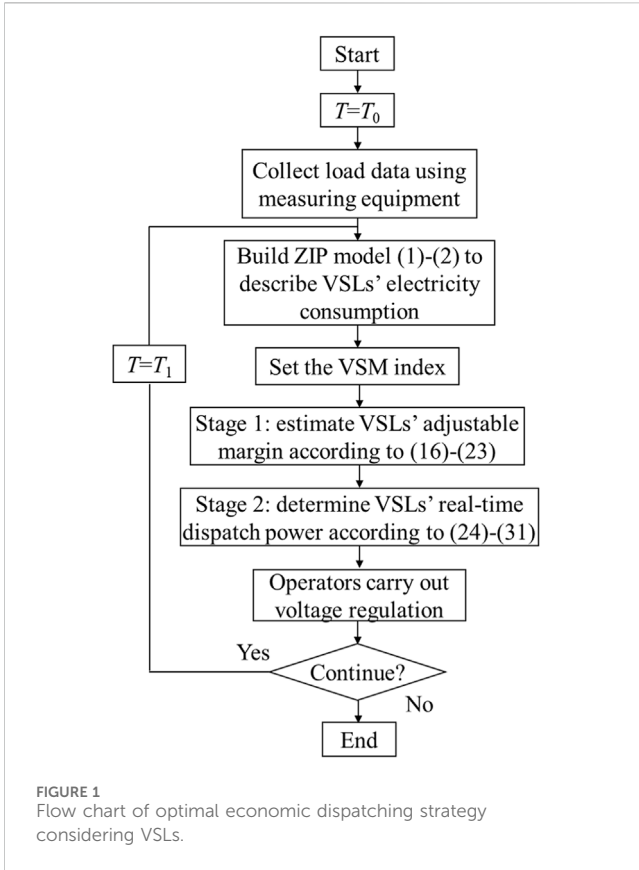 Start
T=T0
Collect load data using
measuring equipment
Build ZIP model (1)-(2) to
describe VSLs' electricity
consumption
T=T1
Set the VSM index
Stage 1: estimate VSLs' adjustable
margin according to (16)-(23)
Stage 2: determine VSLs' real-time
dispatch power according to (24)-(31)
Operators carry out
voltage regulation
Yes
Continue?
No
End
FIGURE 1
Flow chart of optimal economic dispatching strategy
considering VSLs.